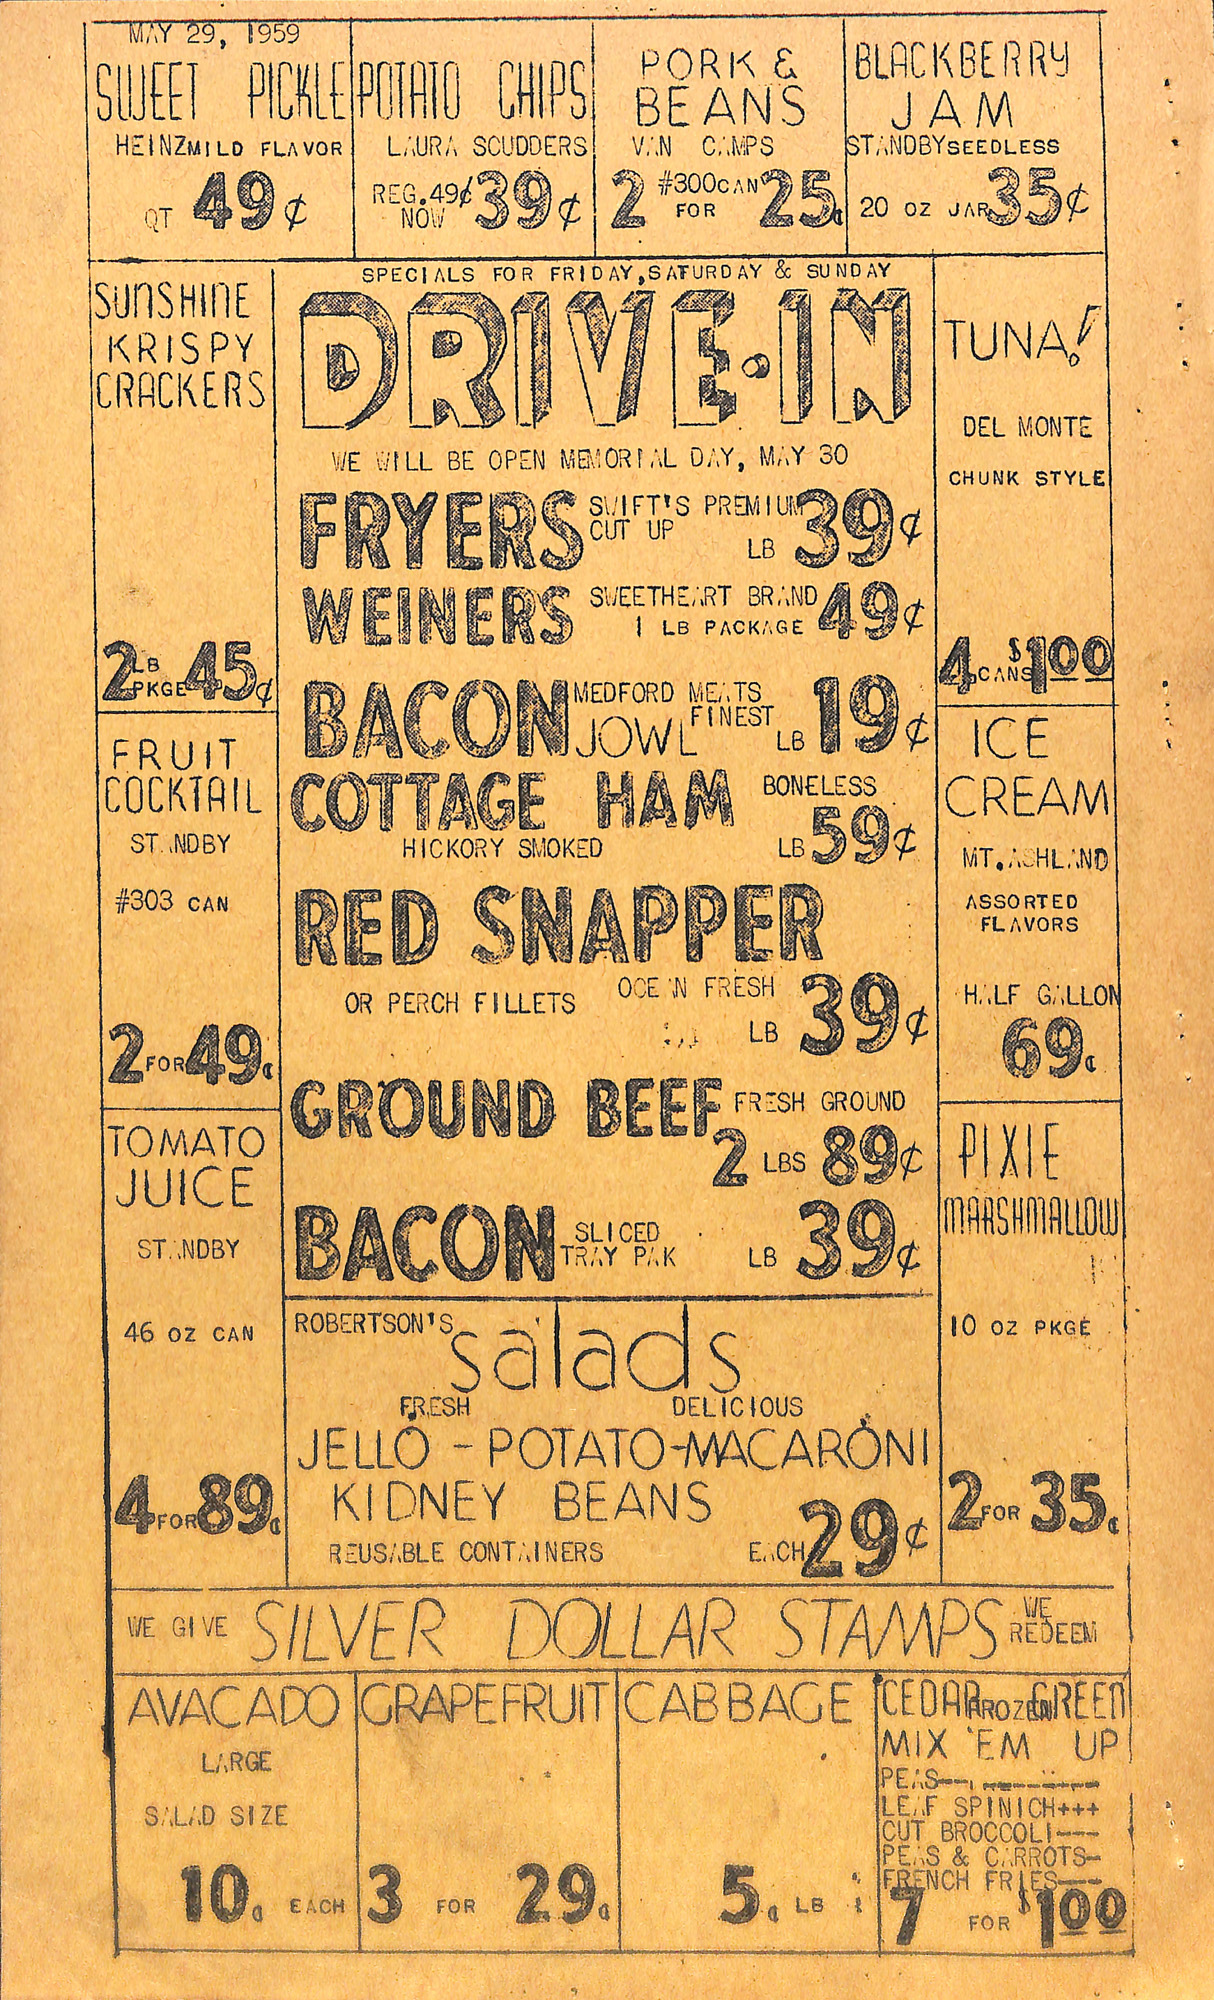 MAY 29, 1959
SWEET PICKLE
HEINZ MILD FLAVOR
QT 49¢
POTATO CHIPS
LAURA SCUDDERS
REG. 49¢
NOW 39¢
PORK &
BEANS
VAN CAMPS
2 #300 CAN
FOR 25¢
BLACKBERRY
JAM
STANDBY SEEDLESS
20 OZ JAR 35¢
SUNSHINE
KRISPY
CRACKERS
2 LB
PKGE 45¢
FRUIT
COCKTAIL
STANDBY
#303 CAN
2 FOR 49¢
TOMATO
JUICE
STANDBY
46 OZ CAN
4 FOR 89¢
SPECIALS FOR FRIDAY, SATURDAY & SUNDAY
DRIVE-IN
WE WILL BE OPEN MEMORIAL DAY, MAY 30
FRYERS SWIFT'S PREMIUM
CUT UP
LB 39¢
WEINERS SWEETHEART BRAND
1 LB PACKAGE 49¢
BACON MEDFORD MEATS
JOWL FINEST
LB 19¢
COTTAGE HAM BONELESS
HICKORY SMOKED LB 59¢
RED SNAPPER
OCEAN FRESH
OR PERCH FILLETS
LB 39¢
GROUND BEEF FRESH GROUND
2 LBS 89¢
BACON SLICED
TRAY PAK LB 39¢
ROBERTSON'S
salads
FRESH DELICIOUS
JELLO - POTATO-MACARONI
KIDNEY BEANS
REUSABLE CONTAINERS EACH 29¢
TUNA!
DEL MONTE
CHUNK STYLE
4 CANS $1.00
ICE
CREAM
MT. ASHLAND
ASSORTED
FLAVORS
HALF GALLON
69¢
PIXIE
MARSHMALLOW
10 OZ PKGE
2 FOR 35¢
WE GIVE SILVER DOLLAR STAMPS WE
REDEEM
AVACADO
LARGE
SALAD SIZE
10¢ EACH
GRAPEFRUIT
3 FOR 29¢
CABBAGE
5¢ LB
CEDAR GREEN
FROZEN
MIX 'EM UP
PEAS
LEAF SPINICH+++
CUT BROCCOLI---
PEAS & CARROTS-
FRENCH FRIES---
7 FOR $1.00